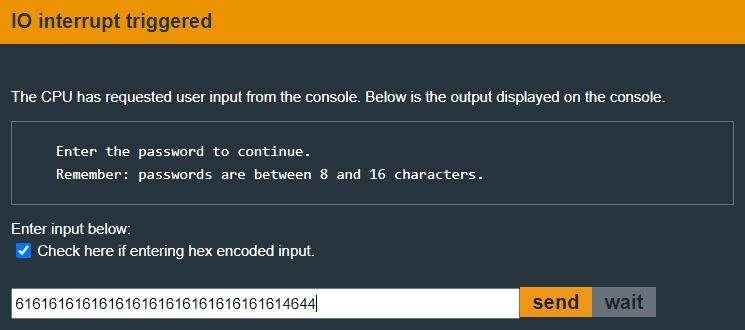 IO interrupt triggered
The CPU has requested user input from the console. Below is the output displayed on the console.
Enter the password to continue.
Remember: passwords are between 8 and 16 characters.
Enter input below:
Check here if entering hex encoded input.
616161616161616161616161616161614644
send wait